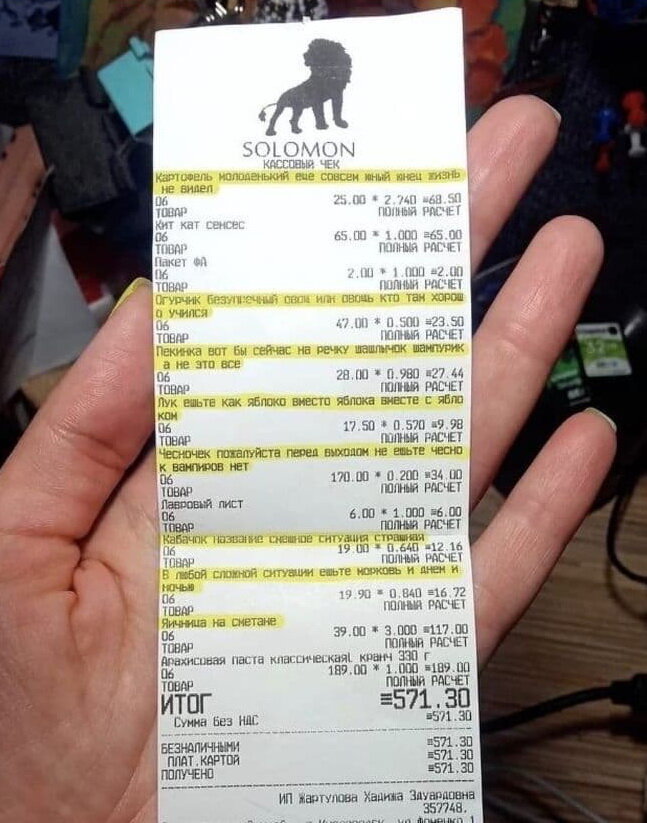 SOLOMON
КАССОВЫЙ ЧЕК
Картофель молоденький еще совсем юный юнец жизнь
не видел
06 25.00 * 2.740 ≡68.50
ТОВАР ПОЛНЫЙ РАСЧЕТ
Кит кат сенсес
06 65.00 * 1.000 ≡65.00
ТОВАР ПОЛНЫЙ РАСЧЕТ
Пакет ФА
06 2.00 * 1.000 ≡2.00
ТОВАР ПОЛНЫЙ РАСЧЕТ
Огурчик безупречный овощ или овощь кто там хорош
о учился
06 47.00 * 0.500 ≡23.50
ТОВАР ПОЛНЫЙ РАСЧЕТ
Пекинка вот бы сейчас на речку шашлычок шампурик
а не это все
06 28.00 * 0.980 ≡27.44
ТОВАР ПОЛНЫЙ РАСЧЕТ
Лук ешьте как яблоко вместо яблока вместе с ябло
ком
06 17.50 * 0.570 ≡9.98
ТОВАР ПОЛНЫЙ РАСЧЕТ
Чесночек пожалуйста перед выходом не ешьте чесно
к вампиров нет
06 170.00 * 0.200 ≡34.00
ТОВАР ПОЛНЫЙ РАСЧЕТ
Лавровый лист
06 6.00 * 1.000 ≡6.00
ТОВАР ПОЛНЫЙ РАСЧЕТ
Кабачок название смешное ситуация страшная
06 19.00 * 0.640 ≡12.16
ТОВАР ПОЛНЫЙ РАСЧЕТ
В любой сложной ситуации ешьте морковь и днем и
ночью
06 19.90 * 0.840 ≡16.72
ТОВАР ПОЛНЫЙ РАСЧЕТ
Яичница на сметане
06 39.00 * 3.000 ≡117.00
ТОВАР ПОЛНЫЙ РАСЧЕТ
Арахисовая паста классическая, кранч 330 г
06 189.00 * 1.000 ≡189.00
ТОВАР ПОЛНЫЙ РАСЧЕТ
ИТОГ ≡571.30
Сумма без НДС ≡571.30
БЕЗНАЛИЧНЫМИ ≡571.30
ПЛАТ.КАРТОЙ ≡571.30
ПОЛУЧЕНО ≡571.30
ИП Жартулова Хадижа Эдуардовна
357748,